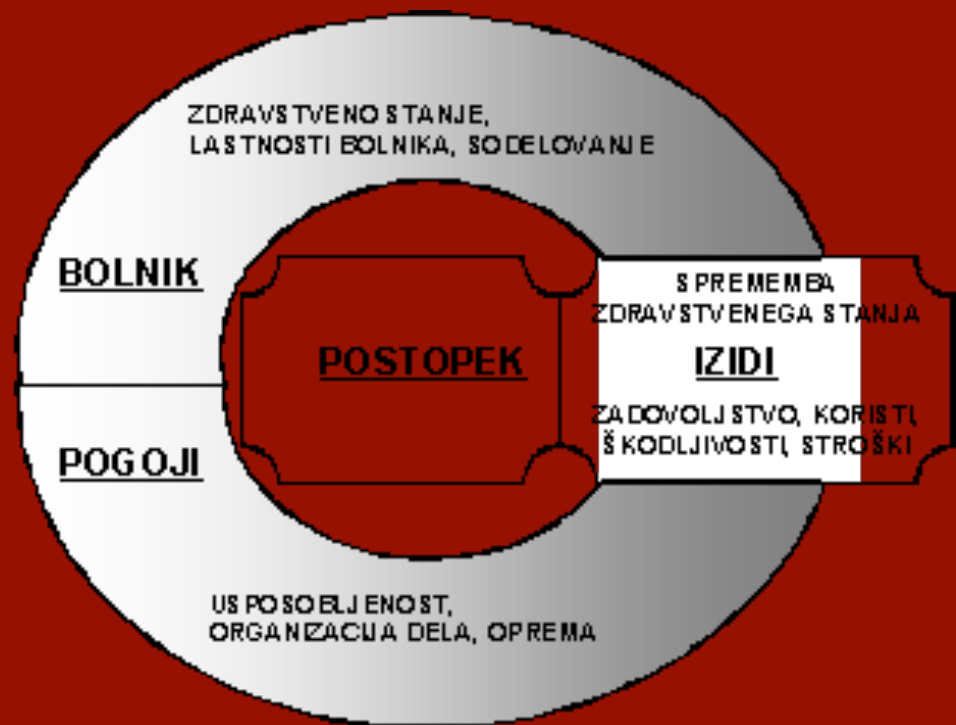 ZDRAVSTVENO STANJE,
LASTNOSTI BOLNIKA, SODELOVANJE
BOLNIK
POGOJI
POSTOPEK
SPREMEMBA
ZDRAVSTVENEGA STANJA
IZIDI
ZADOVOLJSTVO, KORISTI,
ŠKODLJIVOSTI, STROŠKI
USPOSOBLJENOST,
ORGANIZACIJA DELA, OPREMA